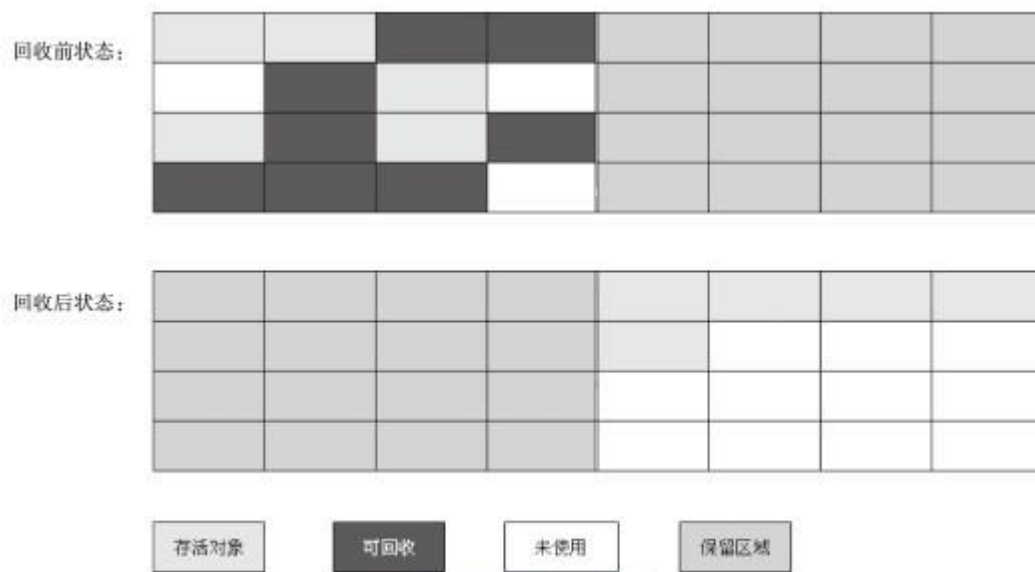 回收前状态：
回收后状态：
存活对象
可回收
未使用
保留区域